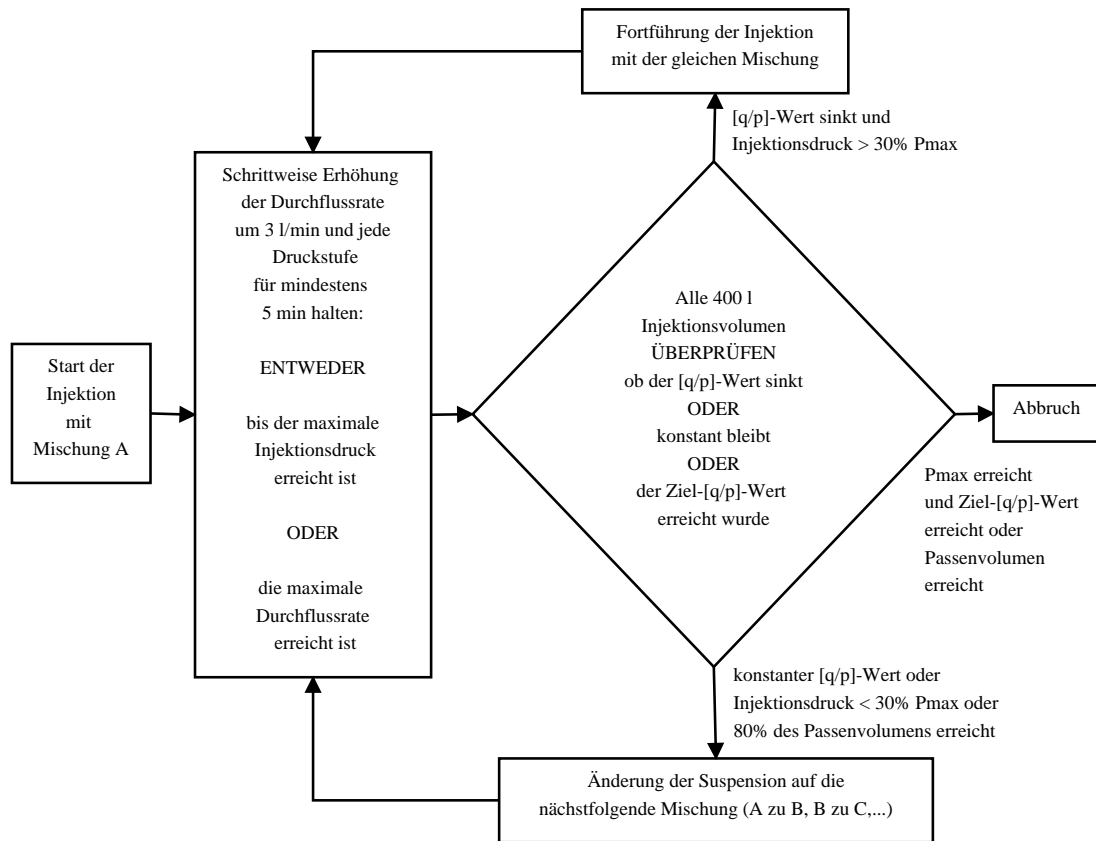 Fortführung der Injektion
mit der gleichen Mischung
[q/p]-Wert sinkt und
Injektionsdruck > 30% Pmax
Schrittweise Erhöhung
der Durchflussrate
um 3 l/min und jede
Druckstufe
für mindestens
5 min halten:
ENTWEDER
bis der maximale
Injektionsdruck
erreicht ist
ODER
die maximale
Durchflussrate
erreicht ist
Start der
Injektion
mit
Mischung A
Alle 400 l
Injektionsvolumen
ÜBERPRÜFEN
ob der [q/p]-Wert sinkt
ODER
konstant bleibt
ODER
der Ziel-[q/p]-Wert
erreicht wurde
Abbruch
Pmax erreicht
und Ziel-[q/p]-Wert
erreicht oder
Passenvolumen
erreicht
konstanter [q/p]-Wert oder
Injektionsdruck < 30% Pmax oder
80% des Passenvolumens erreicht
Änderung der Suspension auf die
nächstfolgende Mischung (A zu B, B zu C,...)